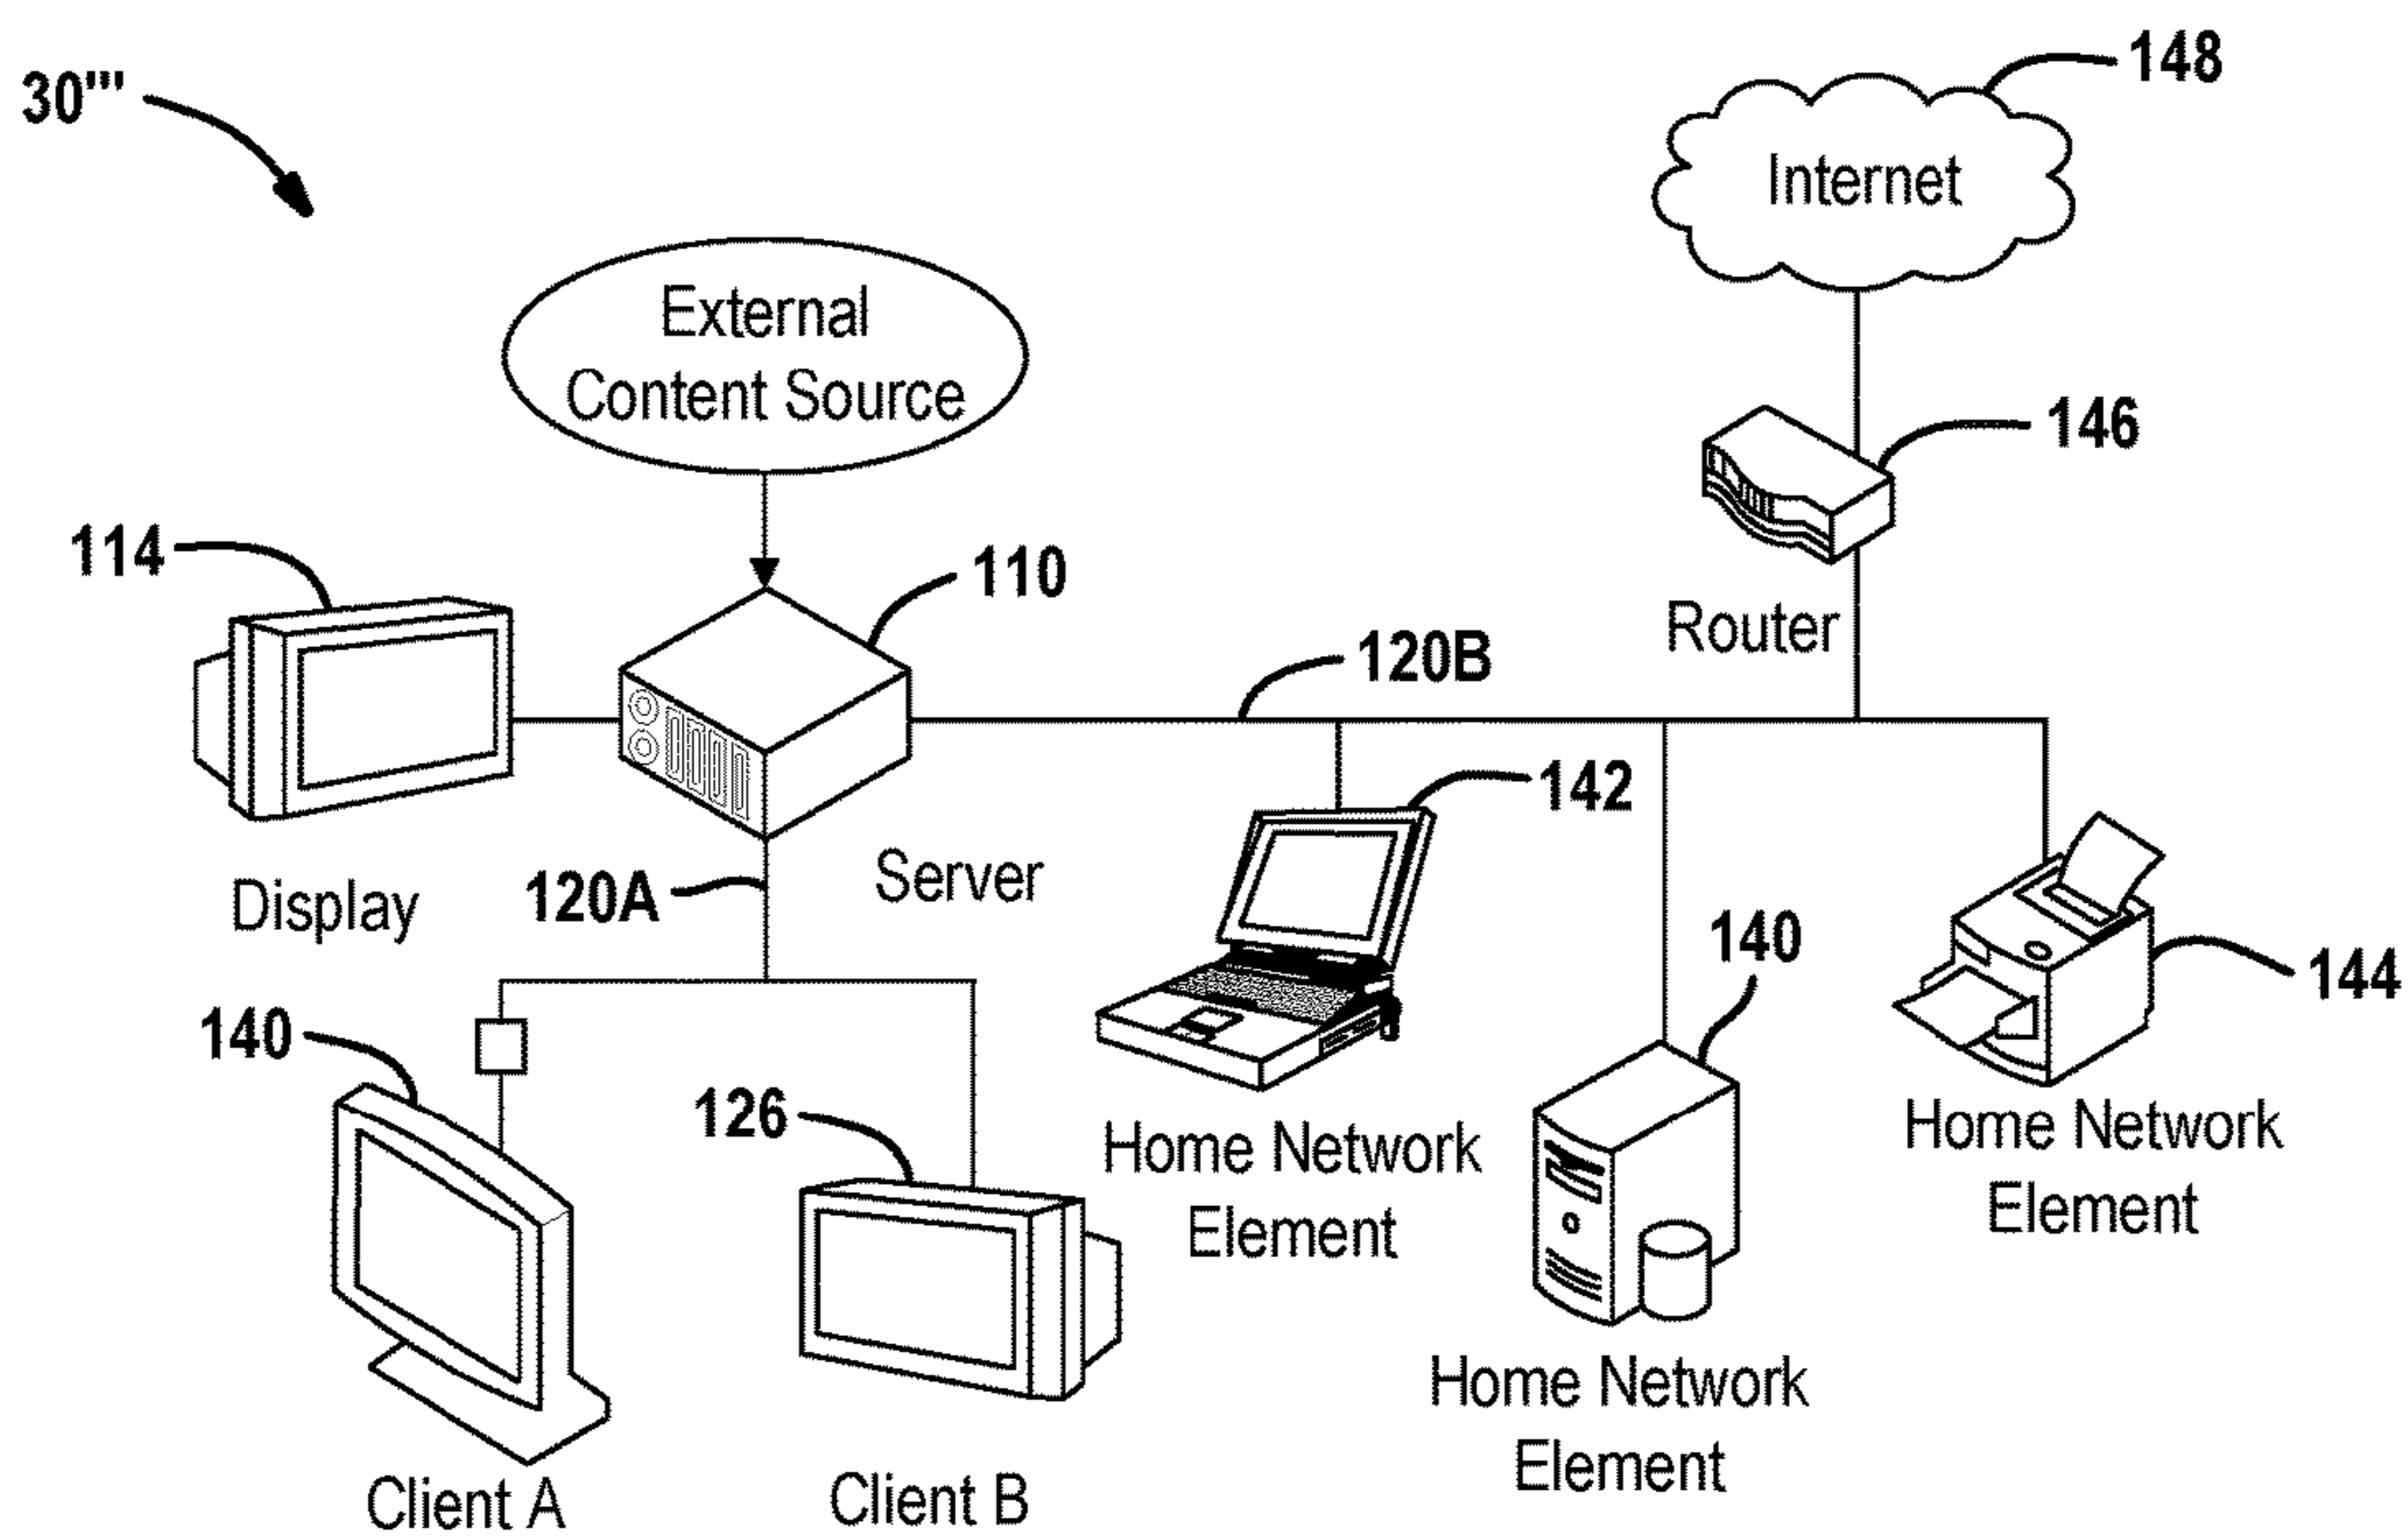 30'''
148
Internet
External
Content Source
146
114
110
Router
120B
142
Display
120A
Server
140
144
140
126
Home Network
Element
Home Network
Element
Home Network
Element
Client A
Client B